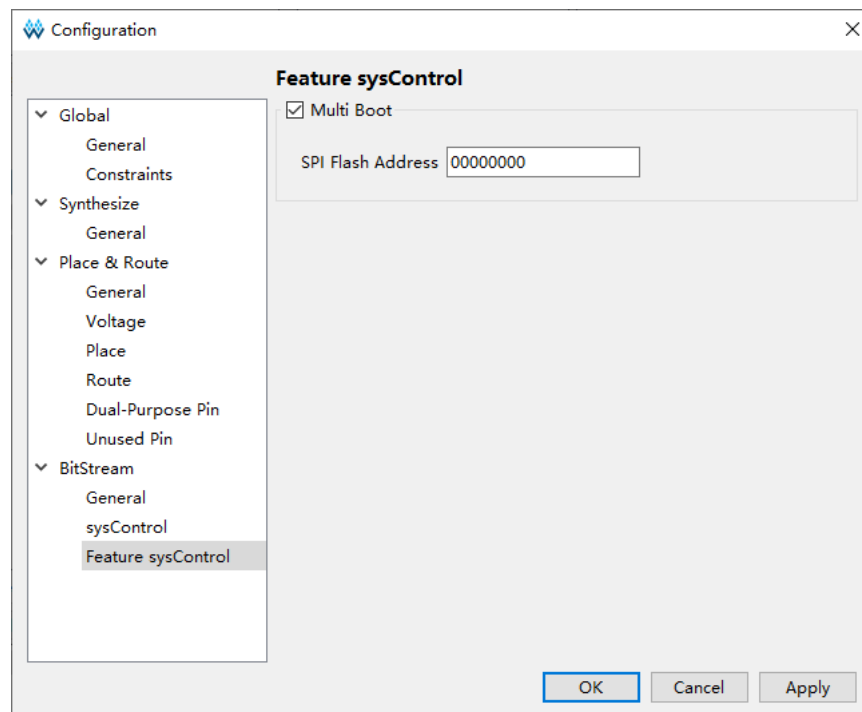 Configuration
Feature sysControl
Global
General
Constraints
Synthesize
General
Place & Route
General
Voltage
Place
Route
Dual-Purpose Pin
Unused Pin
BitStream
General
sysControl
Feature sysControl
Multi Boot
SPI Flash Address 00000000
OK Cancel Apply